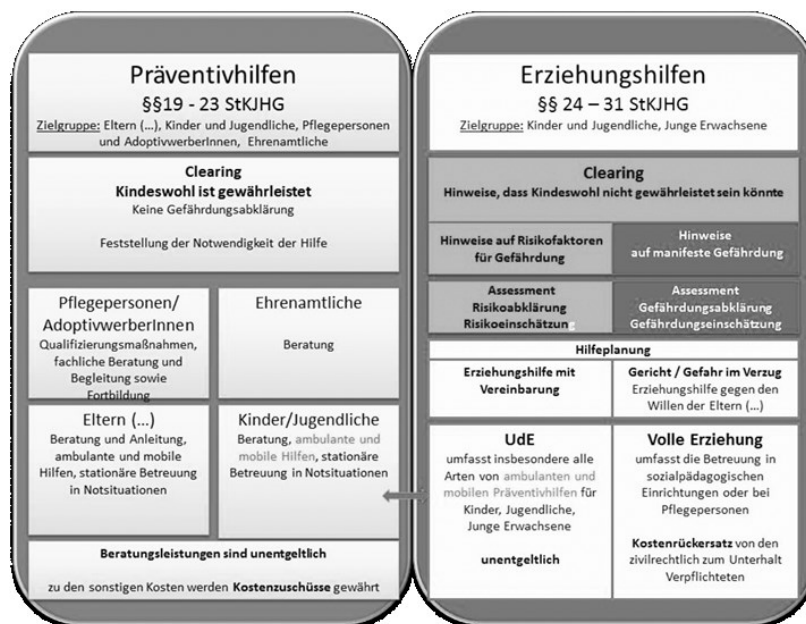 Präventivhilfen
§§19 - 23 StKJHG
Zielgruppe: Eltern (...), Kinder und Jugendliche, Pflegepersonen
und AdoptivwerberInnen, Ehrenamtliche
Clearing
Kindeswohl ist gewährleistet
Keine Gefährdungsabklärung
Feststellung der Notwendigkeit der Hilfe
Pflegepersonen/
AdoptivwerberInnen
Qualifizierungsmaßnahmen,
fachliche Beratung und
Begleitung sowie
Fortbildung
Ehrenamtliche
Beratung
Eltern (...)
Beratung und Anleitung,
ambulante und mobile
Hilfen, stationäre Betreuung
in Notsituationen
Kinder/Jugendliche
Beratung, ambulante und
mobile Hilfen, stationäre
Betreuung in Notsituationen
Beratungsleistungen sind unentgeltlich
zu den sonstigen Kosten werden Kostenzuschüsse gewährt
Erziehungshilfen
§§ 24 – 31 StKJHG
Zielgruppe: Kinder und Jugendliche, Junge Erwachsene
Clearing
Hinweise, dass Kindeswohl nicht gewährleistet sein könnte
Hinweise auf Risikofaktoren
für Gefährdung
Hinweise
auf manifeste Gefährdung
Assessment
Risikoabklärung
Risikoeinschätzung
Assessment
Gefährdungsabklärung
Gefährdungseinschätzung
Hilfeplanung
Erziehungshilfe mit
Vereinbarung
Gericht / Gefahr im Verzug
Erziehungshilfe gegen den
Willen der Eltern (...)
UdE
umfasst insbesondere alle
Arten von ambulanten und
mobilen Präventivhilfen für
Kinder, Jugendliche,
Junge Erwachsene
unentgeltlich
Volle Erziehung
umfasst die Betreuung in
sozialpädagogischen
Einrichtungen oder bei
Pflegepersonen
Kostenrückersatz von den
zivilrechtlich zum Unterhalt
Verpflichteten